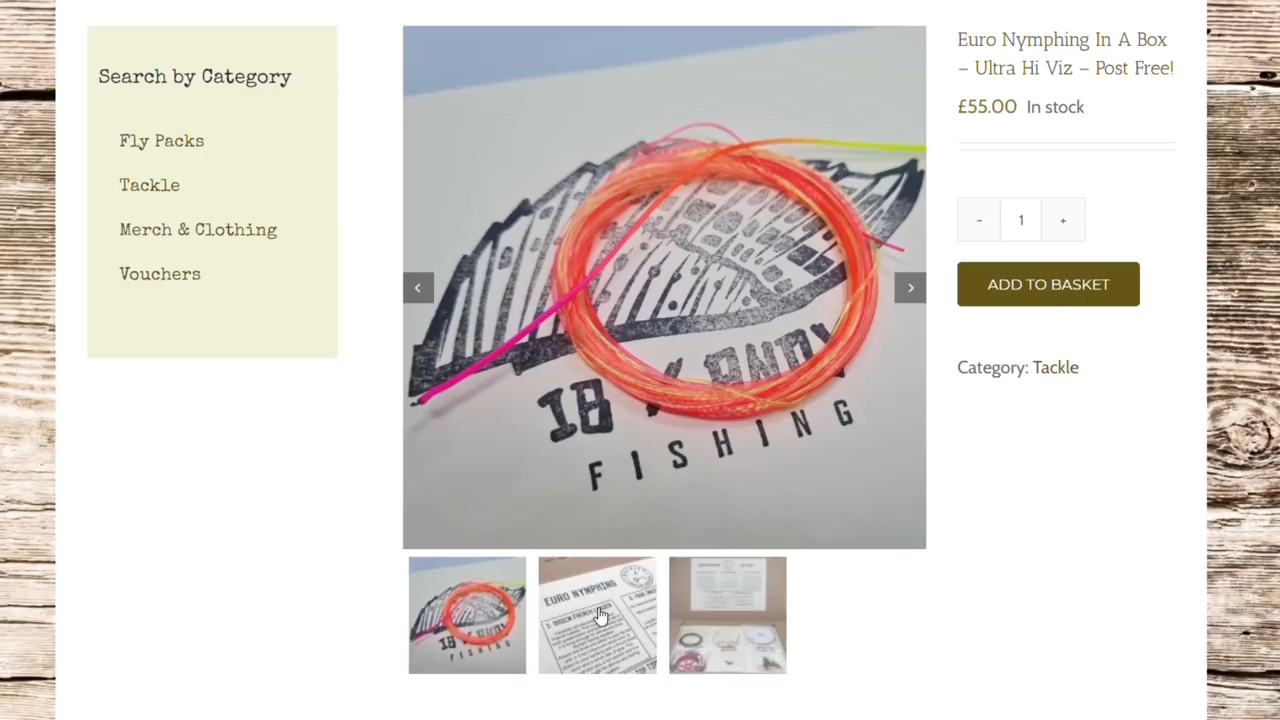 Search by Category
Fly Packs
Tackle
Merch & Clothing
Vouchers
FISHING
Euro Nymphing In A Box
– Ultra Hi Viz – Post Free!
£55.00 In stock
- 1 +
ADD TO BASKET
Category: Tackle
EURO NYMPHING